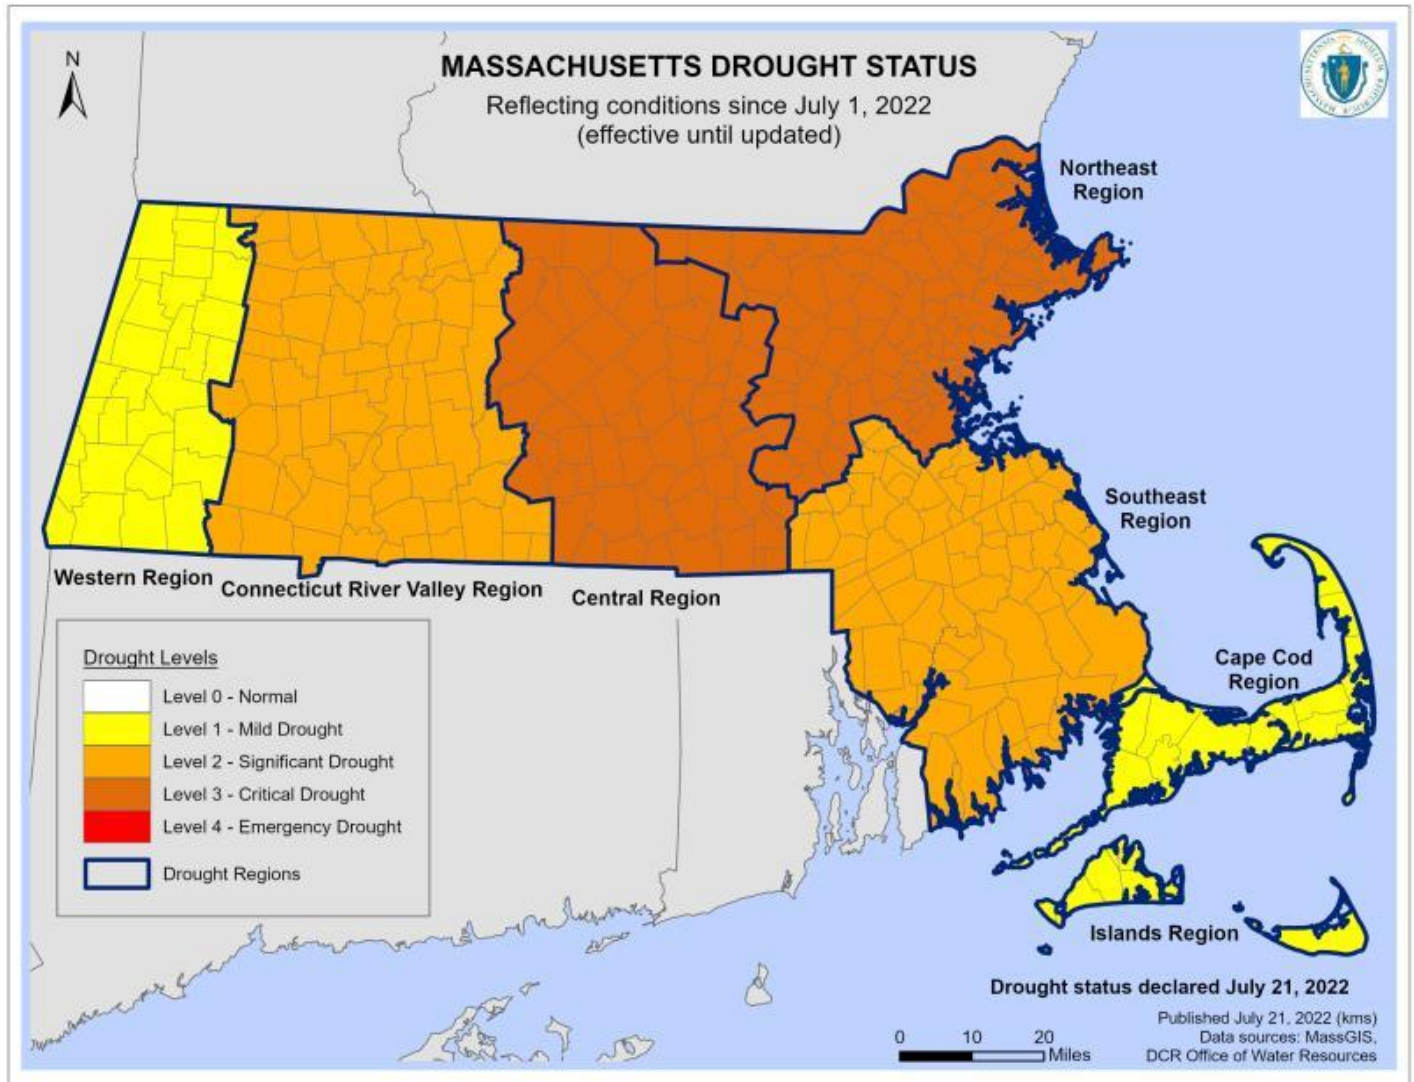 N
MASSACHUSETTS DROUGHT STATUS
Reflecting conditions since July 1, 2022
(effective until updated)
Northeast
Region
Southeast
Region
Western Region
Connecticut River Valley Region
Central Region
Cape Cod
Region
Drought Levels
Level 0 - Normal
Level 1 - Mild Drought
Level 2 - Significant Drought
Level 3 - Critical Drought
Level 4 - Emergency Drought
Drought Regions
Islands Region
Drought status declared July 21, 2022
Published July 21, 2022 (kms)
Data sources: MassGIS,
DCR Office of Water Resources
0 10 20
Miles